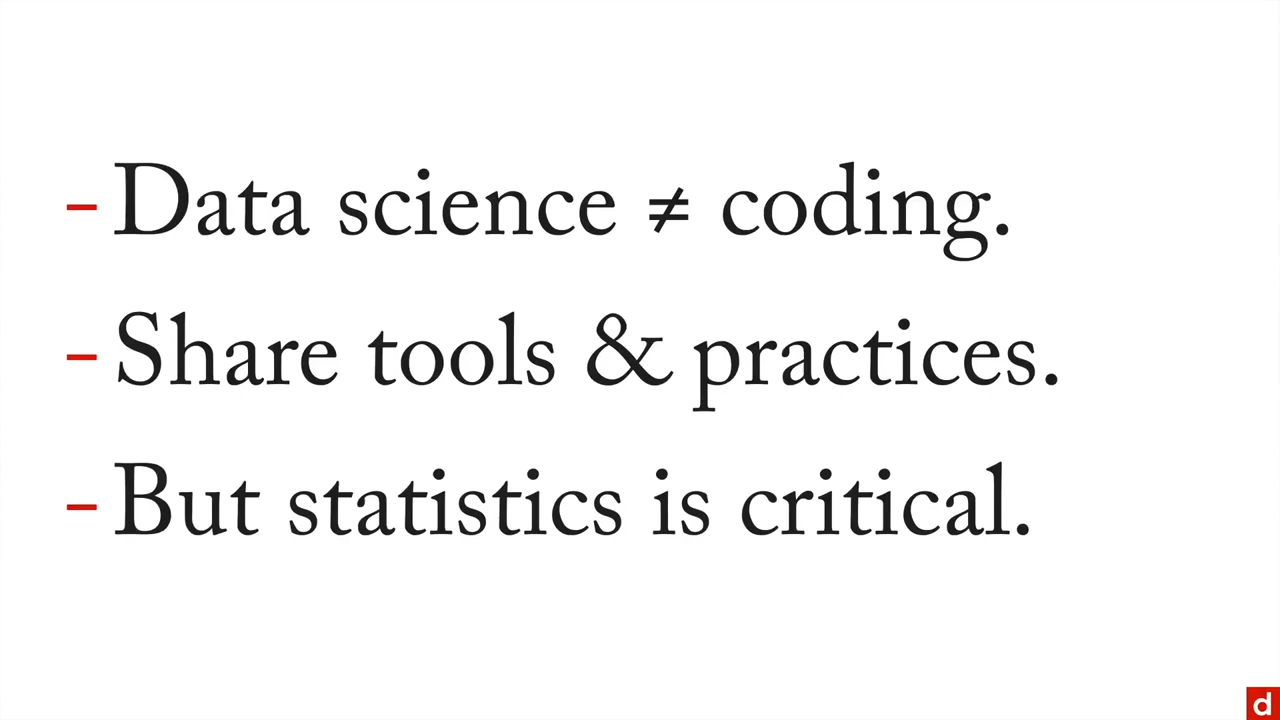 - Data science ≠ coding.
- Share tools & practices.
- But statistics is critical.
d